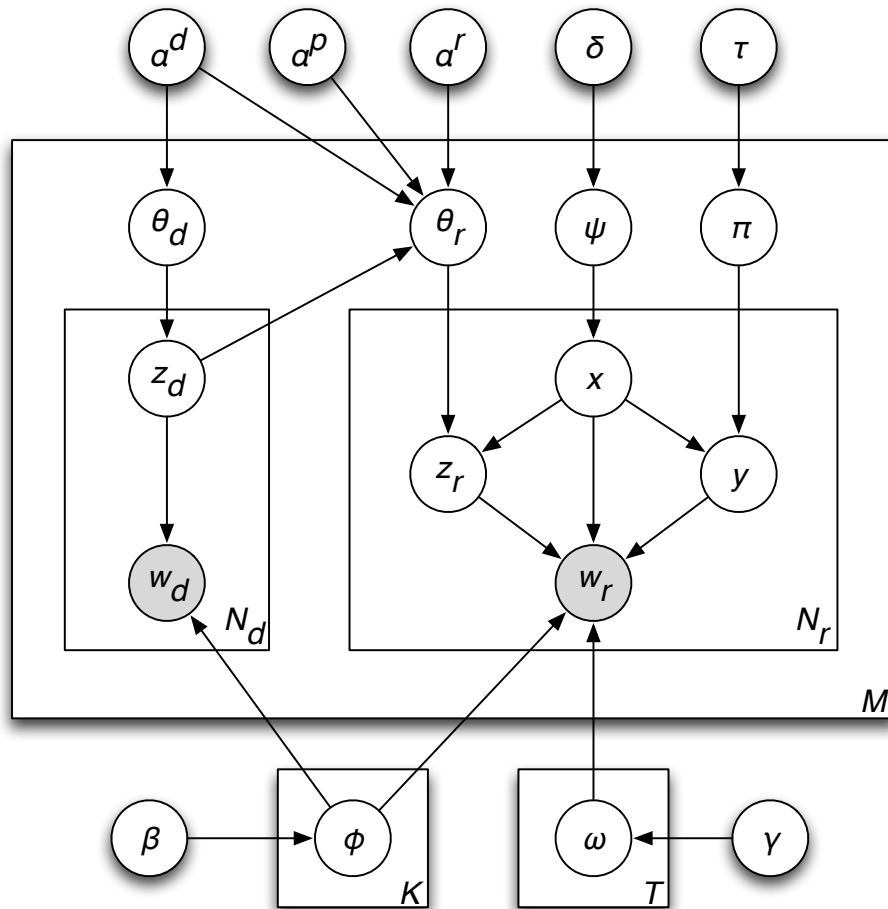 α^d α^p α^r δ τ
θ_d θ_r ψ π
z_d x
z_r y
w_d w_r
N_d N_r
M
β ϕ ω γ
K T